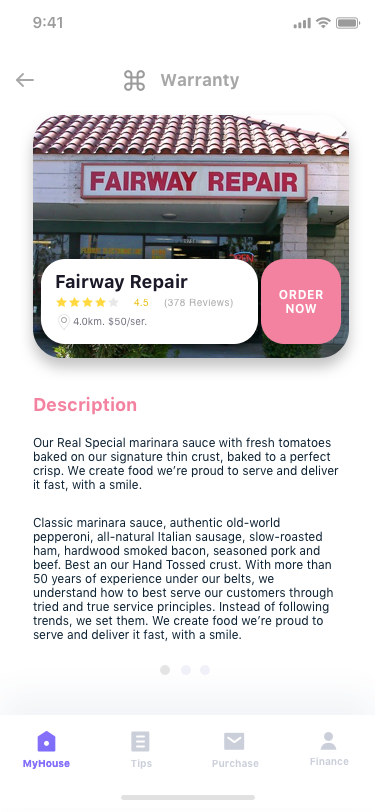 9:41
Warranty
FAIRWAY REPAIR
Fairway Repair
4.5 (378 Reviews)
4.0km. $50/ser.
ORDER
NOW
Description
Our Real Special marinara sauce with fresh tomatoes
baked on our signature thin crust, baked to a perfect
crisp. We create food we’re proud to serve and deliver
it fast, with a smile.
Classic marinara sauce, authentic old-world
pepperoni, all-natural Italian sausage, slow-roasted
ham, hardwood smoked bacon, seasoned pork and
beef. Best an our Hand Tossed crust. With more than
50 years of experience under our belts, we
understand how to best serve our customers through
tried and true service principles. Instead of following
trends, we set them. We create food we’re proud to
serve and deliver it fast, with a smile.
MyHouse
Tips
Purchase
Finance